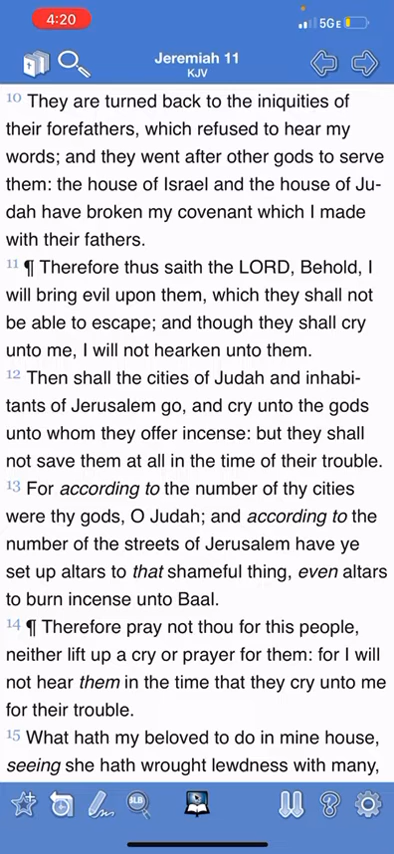 4:20
5GE
Jeremiah 11
KJV
10 They are turned back to the iniquities of
their forefathers, which refused to hear my
words; and they went after other gods to serve
them: the house of Israel and the house of Ju-
dah have broken my covenant which I made
with their fathers.
11 ¶ Therefore thus saith the LORD, Behold, I
will bring evil upon them, which they shall not
be able to escape; and though they shall cry
unto me, I will not hearken unto them.
12 Then shall the cities of Judah and inhabi-
tants of Jerusalem go, and cry unto the gods
unto whom they offer incense: but they shall
not save them at all in the time of their trouble.
13 For according to the number of thy cities
were thy gods, O Judah; and according to the
number of the streets of Jerusalem have ye
set up altars to that shameful thing, even altars
to burn incense unto Baal.
14 ¶ Therefore pray not thou for this people,
neither lift up a cry or prayer for them: for I will
not hear them in the time that they cry unto me
for their trouble.
15 What hath my beloved to do in mine house,
seeing she hath wrought lewdness with many,
SLB